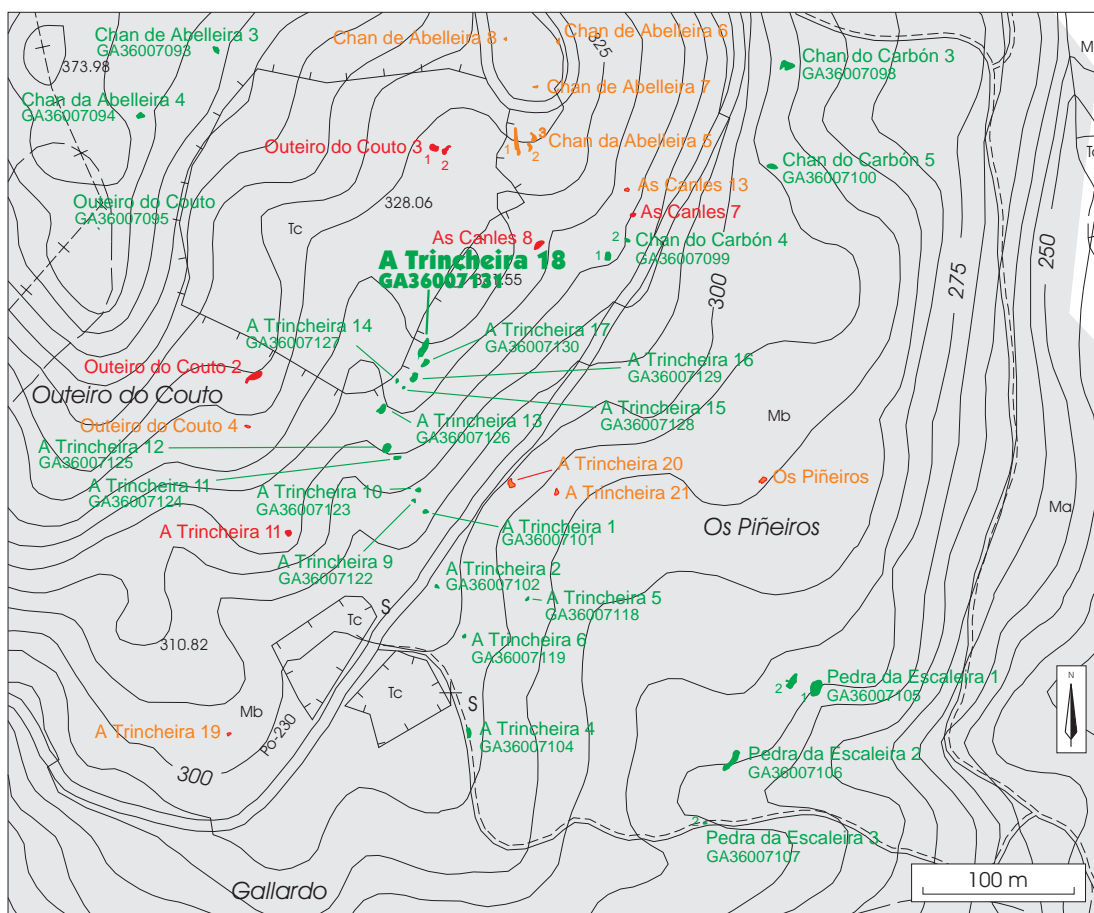 Chan de Abelleira 3
GA36007093
373.98
Chan da Abelleira 4
GA36007094
Outeiro do Couto
GA36007095
Chan de Abelleira 8
Chan de Abelleira 6
325
Chan de Abelleira 7
Chan da Abelleira 5
1
2
3
Outeiro do Couto 3
1
2
Chan do Carbón 3
GA36007098
Chan do Carbón 5
GA36007100
As Canles 13
As Canles 7
2
Chan do Carbón 4
1
GA36007099
328.06
Tc
As Canles 8
A Trincheira 18
GA36007131
.55
300
275
250
A Trincheira 14
GA36007127
A Trincheira 17
GA36007130
A Trincheira 16
GA36007129
Outeiro do Couto 2
Outeiro do Couto
A Trincheira 15
GA36007128
A Trincheira 13
GA36007126
Mb
Outeiro do Couto 4
A Trincheira 12
GA36007125
A Trincheira 11
GA36007124
A Trincheira 10
GA36007123
A Trincheira 20
A Trincheira 21
Os Piñeiros
Os Piñeiros
Ma
A Trincheira 11
A Trincheira 1
GA36007101
A Trincheira 9
GA36007122
A Trincheira 2
GA36007102
A Trincheira 5
GA36007118
Tc
S
310.82
A Trincheira 6
GA36007119
Tc
S
Mb
A Trincheira 19
Po-230
300
A Trincheira 4
GA36007104
2
1
Pedra da Escaleira 1
GA36007105
N
Pedra da Escaleira 2
GA36007106
2
Pedra da Escaleira 3
GA36007107
Gallardo
100 m